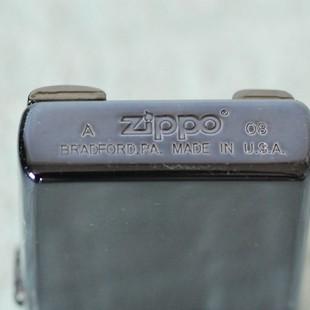 A zippo® 08
BRADFORD, PA. MADE IN U.S.A.